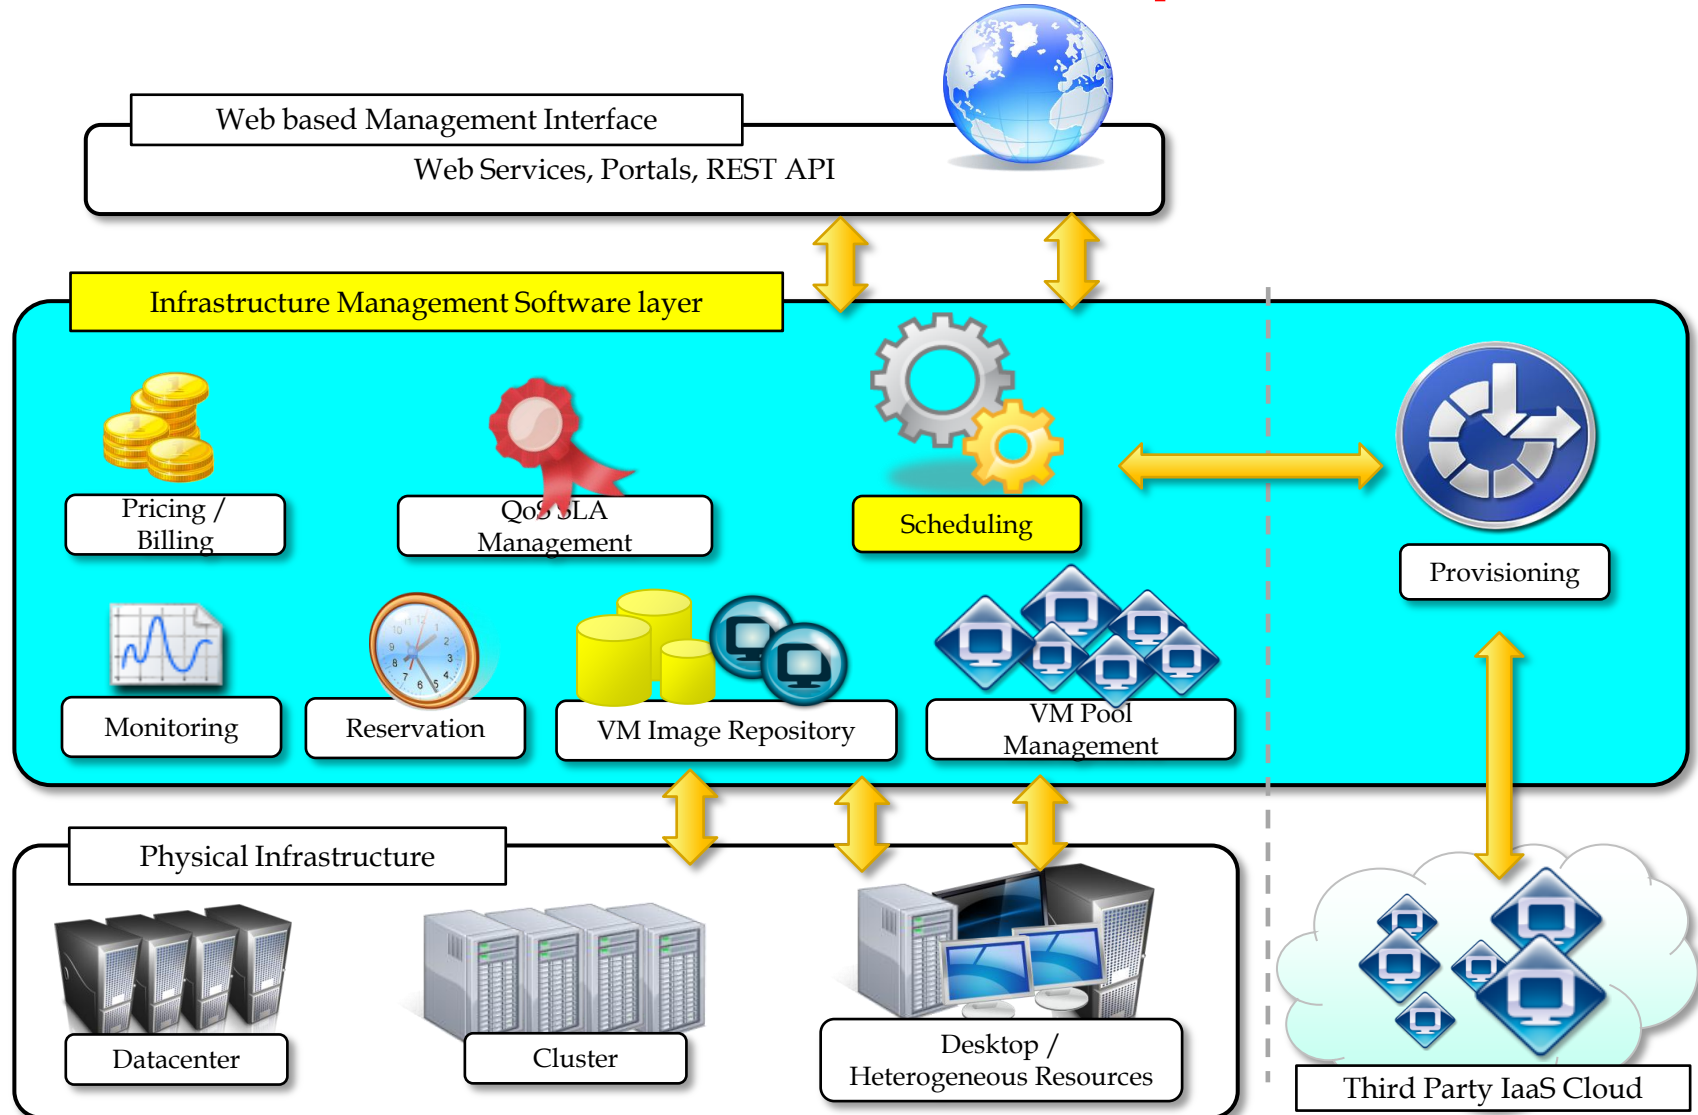 Web based Management Interface
Web Services, Portals, REST API
Infrastructure Management Software layer
Pricing /
Billing
QoS SLA
Management
Scheduling
Provisioning
Monitoring
Reservation
VM Image Repository
VM Pool
Management
Physical Infrastructure
Datacenter
Cluster
Desktop /
Heterogeneous Resources
Third Party IaaS Cloud